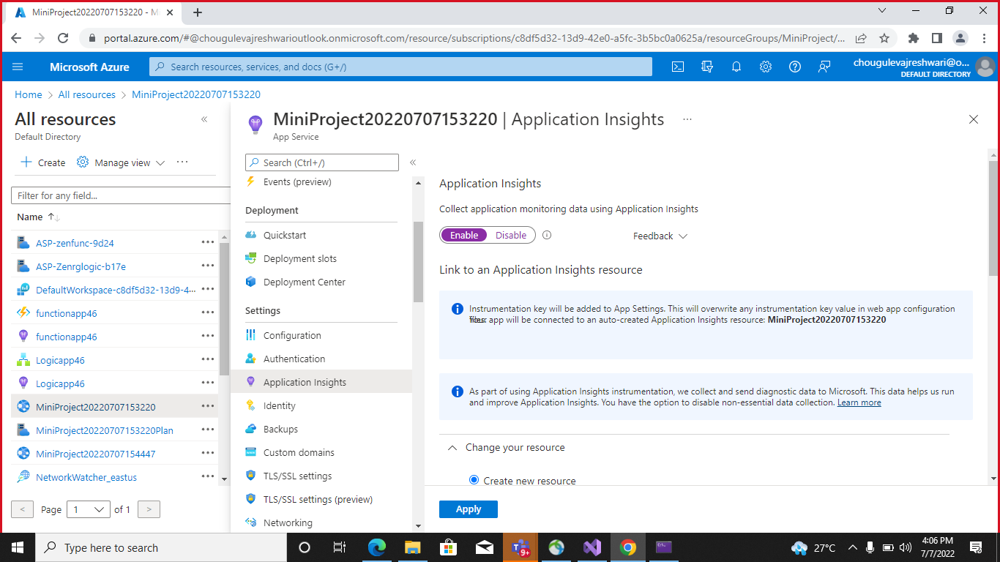 MiniProject20220707153220 - Mi
portal.azure.com/#@chougulevajreshwarioutlook.onmicrosoft.com/resource/subscriptions/c8df5d32-13d9-42e0-a5fc-3b5bc0a0625a/resourceGroups/MiniProject/...
Microsoft Azure
Search resources, services, and docs (G+/)
chougulevajreshwari@o...
DEFAULT DIRECTORY
Home > All resources > MiniProject20220707153220
All resources
Default Directory
Create
Manage view
Filter for any field...
Name
ASP-zenfunc-9d24
ASP-Zenrglogic-b17e
DefaultWorkspace-c8df5d32-13d9-4...
functionapp46
functionapp46
Logicapp46
Logicapp46
MiniProject20220707153220
MiniProject20220707153220Plan
MiniProject20220707154447
NetworkWatcher_eastus
< Page 1 of 1 >
MiniProject20220707153220 | Application Insights
App Service
Search (Ctrl+/)
Events (preview)
Deployment
Quickstart
Deployment slots
Deployment Center
Settings
Configuration
Authentication
Application Insights
Identity
Backups
Custom domains
TLS/SSL settings
TLS/SSL settings (preview)
Networking
Application Insights
Collect application monitoring data using Application Insights
Enable Disable
Feedback
Link to an Application Insights resource
Instrumentation key will be added to App Settings. This will overwrite any instrumentation key value in web app configuration
app will be connected to an auto-created Application Insights resource: MiniProject20220707153220
As part of using Application Insights instrumentation, we collect and send diagnostic data to Microsoft. This data helps us run
and improve Application Insights. You have the option to disable non-essential data collection. Learn more
Change your resource
Create new resource
Apply
Type here to search
9+
27°C
4:06 PM
7/7/2022